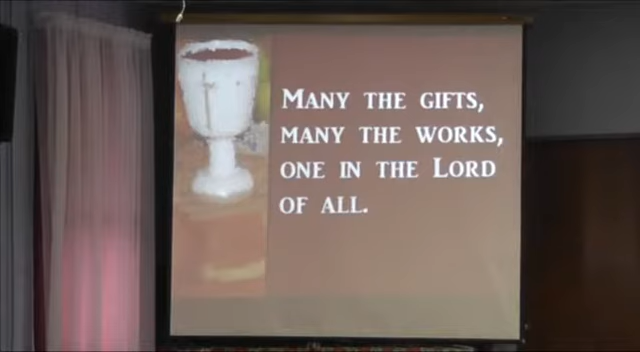 Many the gifts,
many the works,
one in the Lord
of all.